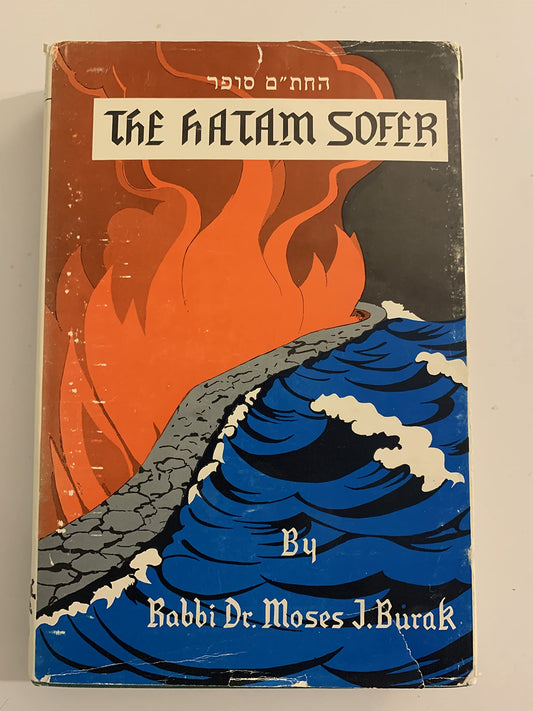 החת״ם סופר
THE HATAM SOFER
By
Rabbi Dr. Moses J. Burak